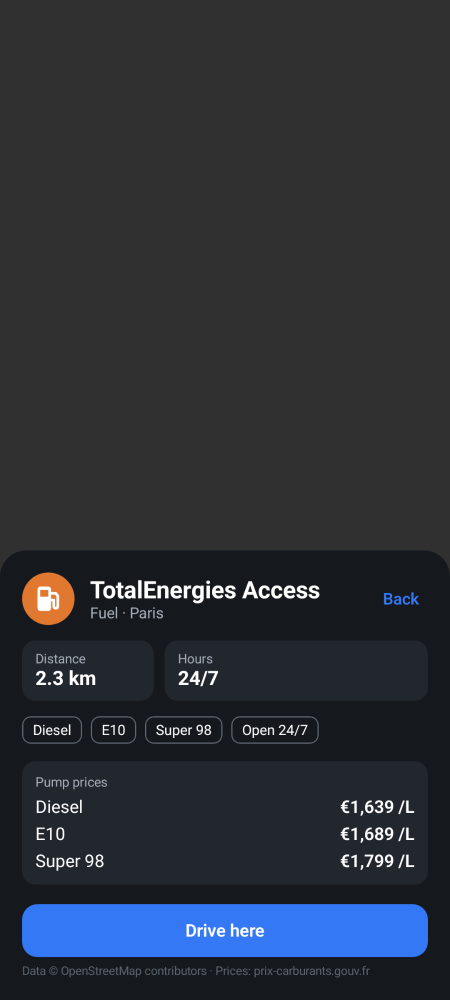 TotalEnergies Access
Fuel · Paris
Back
Distance
2.3 km
Hours
24/7
Diesel
E10
Super 98
Open 24/7
Pump prices
Diesel €1,639 /L
E10 €1,689 /L
Super 98 €1,799 /L
Drive here
Data © OpenStreetMap contributors · Prices: prix-carburants.gouv.fr